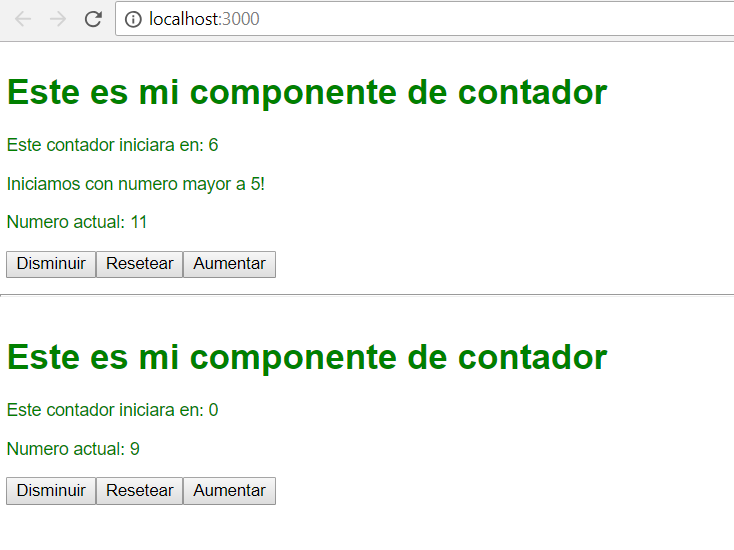 localhost:3000
Este es mi componente de contador
Este contador iniciara en: 6
Iniciamos con numero mayor a 5!
Numero actual: 11
Disminuir Resetear Aumentar
Este es mi componente de contador
Este contador iniciara en: 0
Numero actual: 9
Disminuir Resetear Aumentar